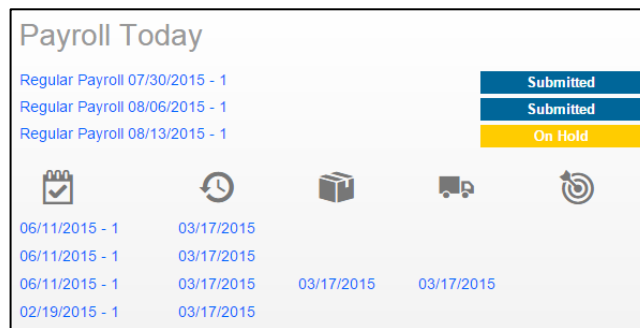 Payroll Today
Regular Payroll 07/30/2015 - 1 Submitted
Regular Payroll 08/06/2015 - 1 Submitted
Regular Payroll 08/13/2015 - 1 On Hold
06/11/2015 - 1 03/17/2015
06/11/2015 - 1 03/17/2015
06/11/2015 - 1 03/17/2015 03/17/2015 03/17/2015
02/19/2015 - 1 03/17/2015